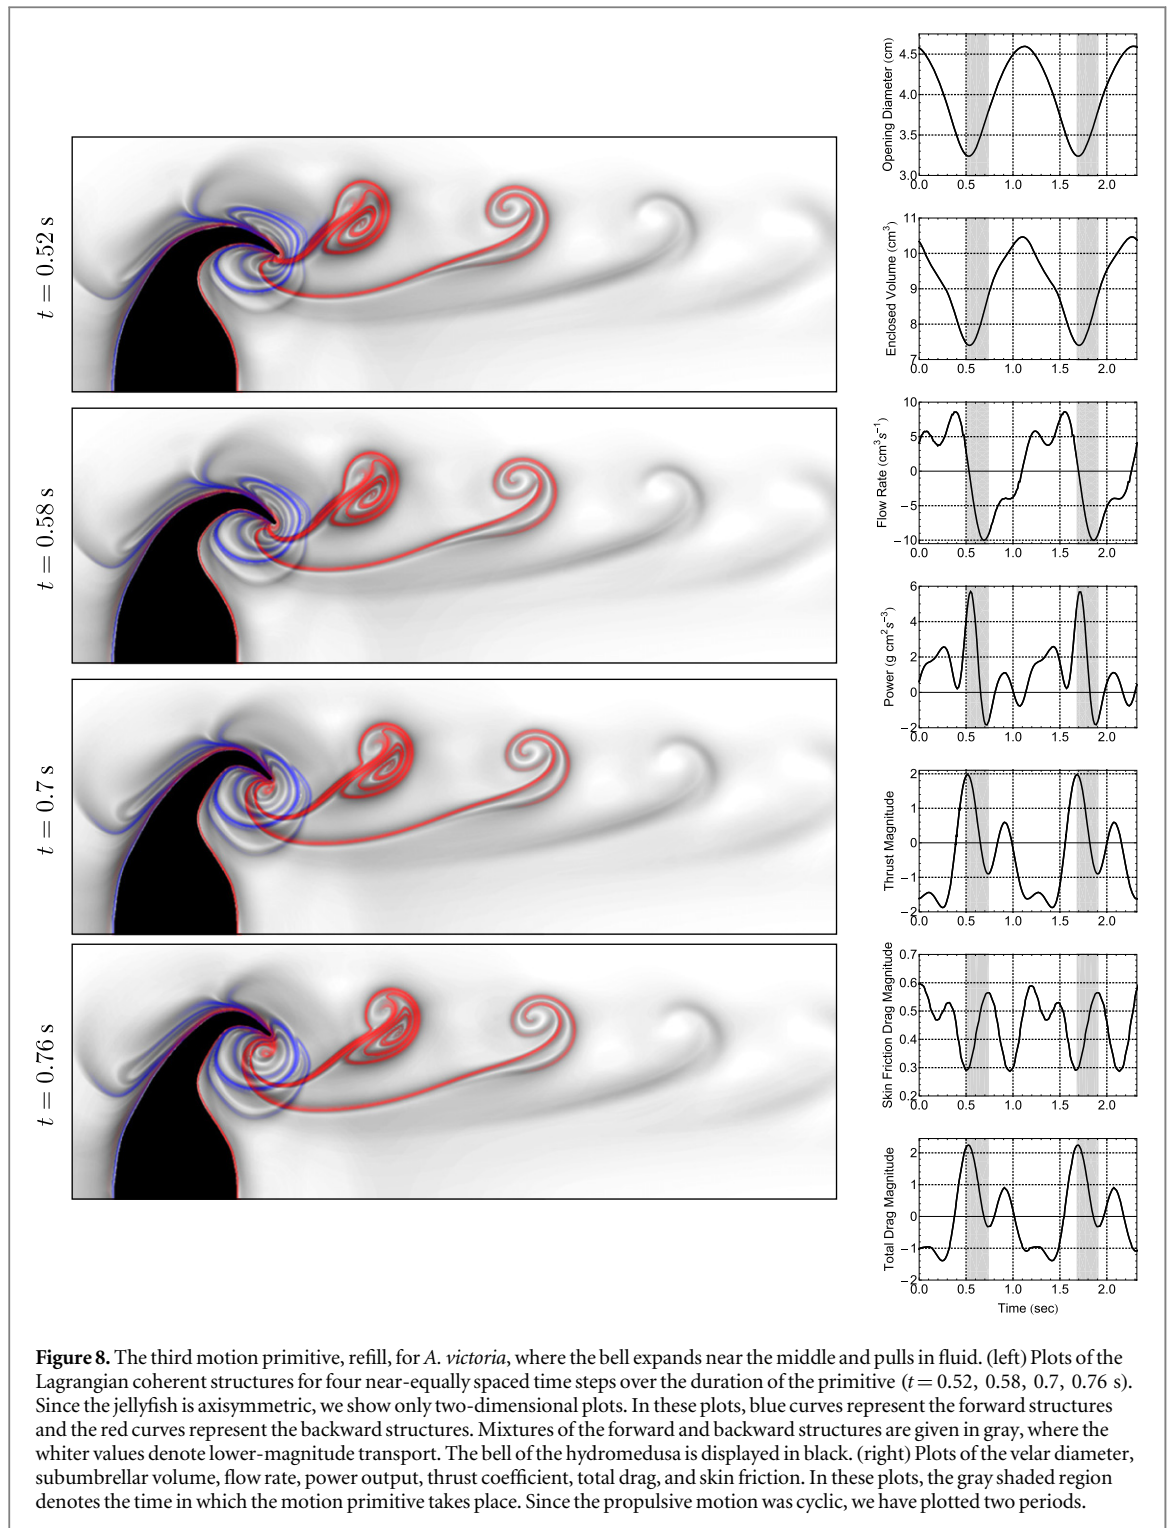 t = 0.52 s
t = 0.58 s
t = 0.7 s
t = 0.76 s
Opening Diameter (cm)
4.5
4.0
3.5
3.0
0.0 0.5 1.0 1.5 2.0
Enclosed Volume (cm³)
11
10
9
8
7
0.0 0.5 1.0 1.5 2.0
Flow Rate (cm³ s⁻¹)
10
5
0
−5
−10
0.0 0.5 1.0 1.5 2.0
Power (g cm² s⁻³)
6
4
2
0
−2
0.0 0.5 1.0 1.5 2.0
Thrust Magnitude
2
1
0
−1
−2
0.0 0.5 1.0 1.5 2.0
Skin Friction Drag Magnitude
0.7
0.6
0.5
0.4
0.3
0.2
0.0 0.5 1.0 1.5 2.0
Total Drag Magnitude
2
1
0
−1
−2
0.0 0.5 1.0 1.5 2.0
Time (sec)
Figure 8. The third motion primitive, refill, for A. victoria, where the bell expands near the middle and pulls in fluid. (left) Plots of the
Lagrangian coherent structures for four near-equally spaced time steps over the duration of the primitive (t = 0.52, 0.58, 0.7, 0.76 s).
Since the jellyfish is axisymmetric, we show only two-dimensional plots. In these plots, blue curves represent the forward structures
and the red curves represent the backward structures. Mixtures of the forward and backward structures are given in gray, where the
whiter values denote lower-magnitude transport. The bell of the hydromedusa is displayed in black. (right) Plots of the velar diameter,
subumbrellar volume, flow rate, power output, thrust coefficient, total drag, and skin friction. In these plots, the gray shaded region
denotes the time in which the motion primitive takes place. Since the propulsive motion was cyclic, we have plotted two periods.